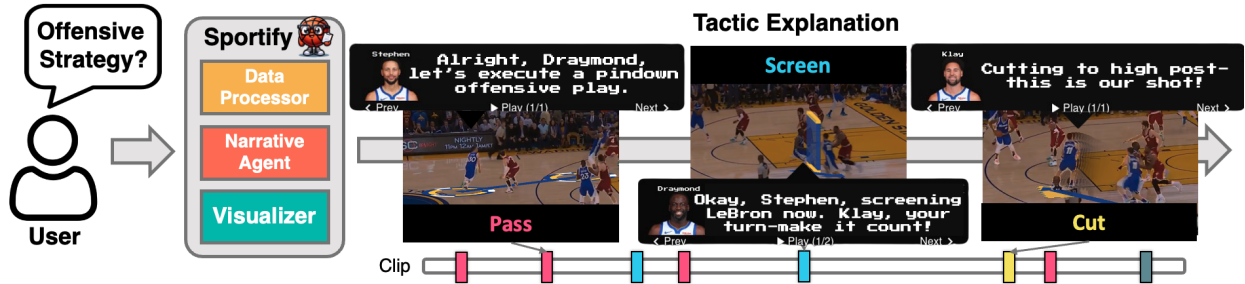 Offensive
Strategy?
User
Sportify
Data
Processor
Narrative
Agent
Visualizer
Tactic Explanation
Stephen
Alright, Draymond,
let's execute a pindown
offensive play.
< Prev
▶ Play (1/1)
Next >
NIGHTLY
Pass
Screen
Draymond
Okay, Stephen, screening
LeBron now. Klay, your
turn-make it count!
< Prev
▶ Play (1/2)
Next >
Klay
Cutting to high post-
this is our shot!
< Prev
▶ Play (1/1)
Next >
Cut
Clip